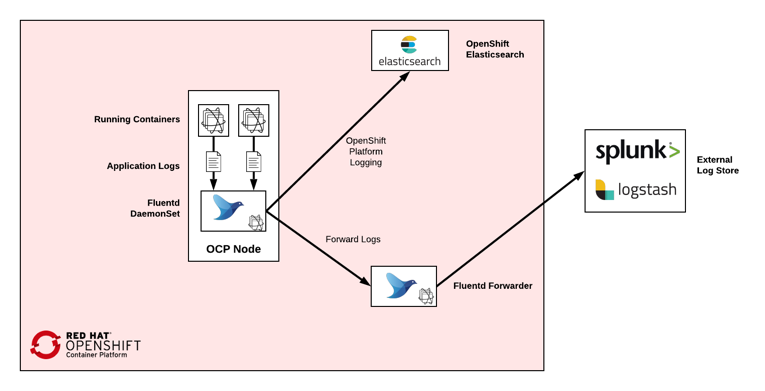 elasticsearch
OpenShift
Elasticsearch
Running Containers
OpenShift
Platform
Logging
Application Logs
Fluentd
DaemonSet
OCP Node
Forward Logs
Fluentd Forwarder
splunk>
logstash
External
Log Store
RED HAT®
OPENSHIFT
Container Platform